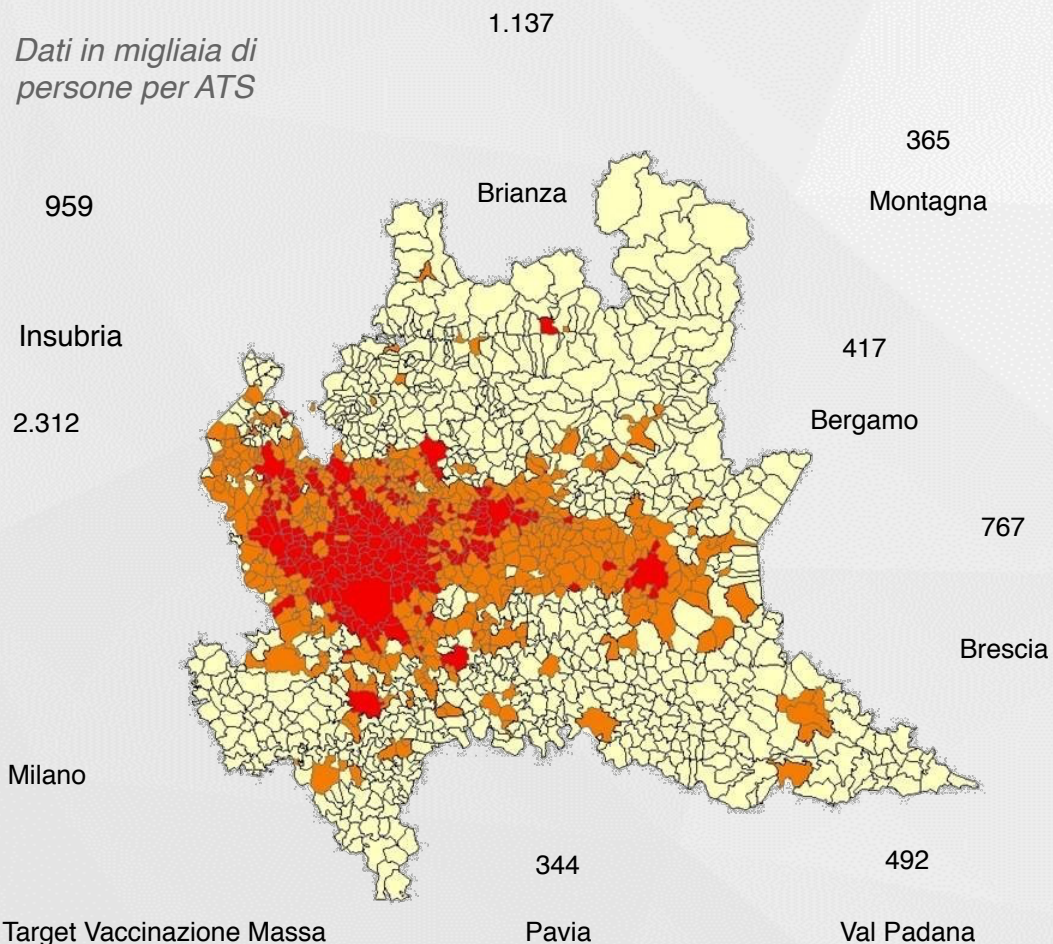 1.137
Dati in migliaia di
persone per ATS
365
Brianza
Montagna
959
Insubria
417
2.312
Bergamo
767
Brescia
Milano
344
492
Target Vaccinazione Massa
Pavia
Val Padana